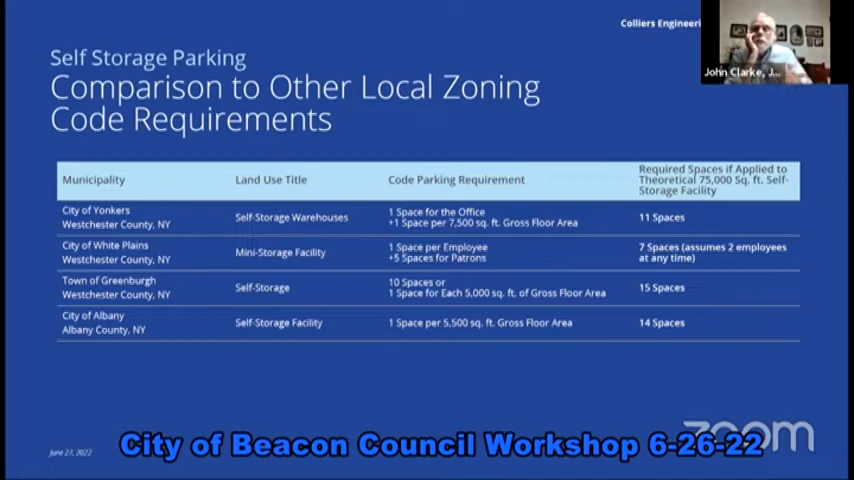 Colliers Engineeri
John Clarke, J...
Self Storage Parking
Comparison to Other Local Zoning
Code Requirements
Municipality
Land Use Title
Code Parking Requirement
Required Spaces if Applied to
Theoretical 75,000 Sq. ft. Self-
Storage Facility
City of Yonkers
Westchester County, NY
Self-Storage Warehouses
1 Space for the Office
+1 Space per 7,500 sq. ft. Gross Floor Area
11 Spaces
City of White Plains
Westchester County, NY
Mini-Storage Facility
1 Space per Employee
+5 Spaces for Patrons
7 Spaces (assumes 2 employees
at any time)
Town of Greenburgh
Westchester County, NY
Self-Storage
10 Spaces or
1 Space for Each 5,000 sq. ft. of Gross Floor Area
15 Spaces
City of Albany
Albany County, NY
Self-Storage Facility
1 Space per 5,500 sq. ft. Gross Floor Area
14 Spaces
zoom
City of Beacon Council Workshop 6-26-22
June 27, 2022